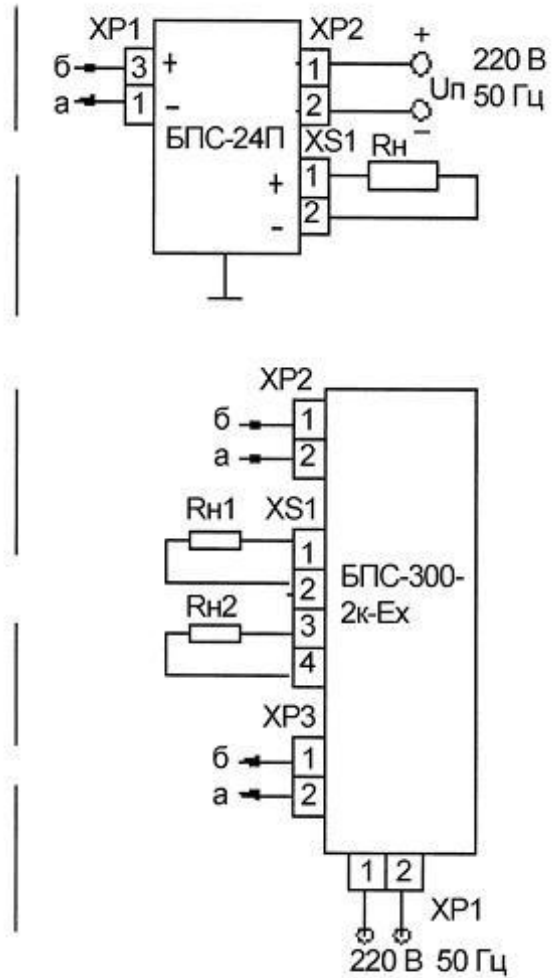 XP1 XP2
б 3 + 1 + 220 В
Uп 50 Гц
а 1 - 2 -
БПС-24П XS1 Rн
+ 1
- 2
XP2
б 1
а 2
Rн1 XS1
1
2
Rн2 3
4
БПС-300-
2к-Ex
XP3
б 1
а 2
1 2
XP1
220 В 50 Гц